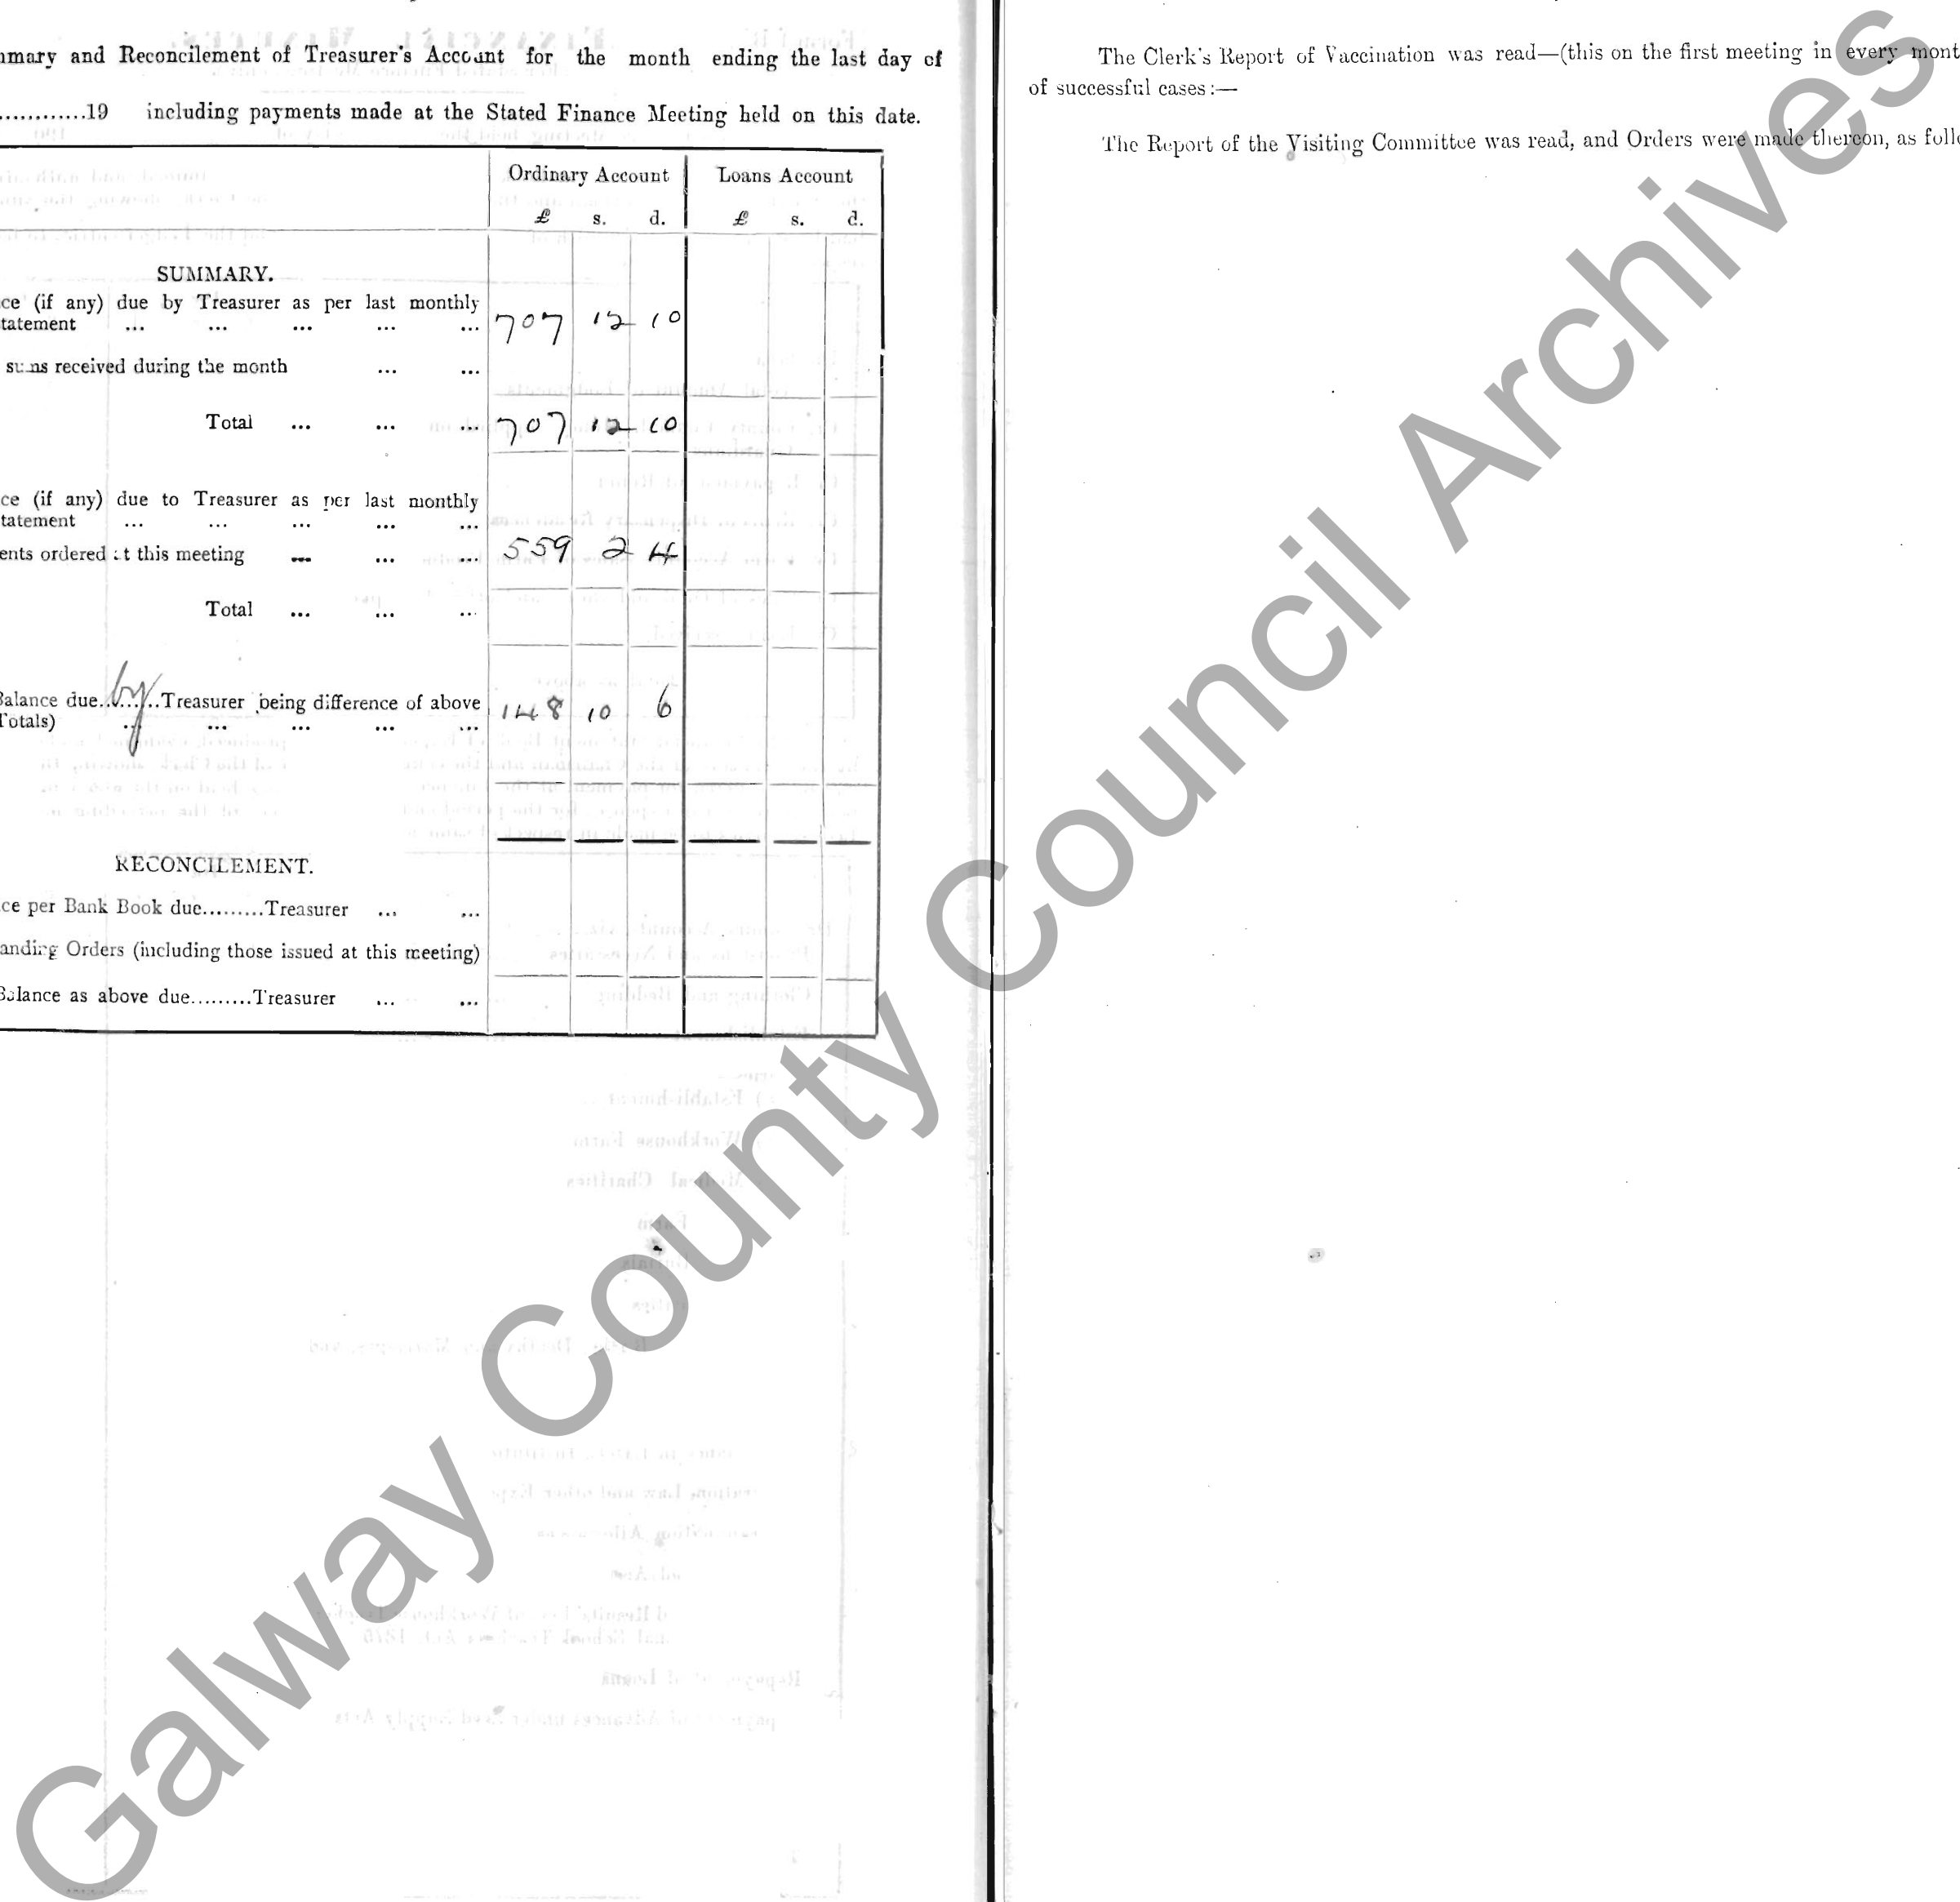 mmary and Reconcilement of Treasurer's Account for the month ending the last day of
............19 including payments made at the Stated Finance Meeting held on this date.
Ordinary Account Loans Account
£ s. d. £ s. d.
SUMMARY.
ce (if any) due by Treasurer as per last monthly
tatement ... ... ... ... ... 707 12 10
sums received during the month ... ...
Total ... ... ... 707 12 10
ce (if any) due to Treasurer as per last monthly
tatement ... ... ... ... ...
ents ordered at this meeting ... ... ... 559 2 4
Total ... ... ...
Balance due...by...Treasurer being difference of above
Totals) ... ... ... ... ... 148 10 6
RECONCILEMENT.
ce per Bank Book due.........Treasurer ... ...
anding Orders (including those issued at this meeting)
Balance as above due.........Treasurer ... ...
The Clerk's Report of Vaccination was read—(this on the first meeting in every mont
of successful cases:—
The Report of the Visiting Committee was read, and Orders were made thereon, as follo
Galway County Council Archives